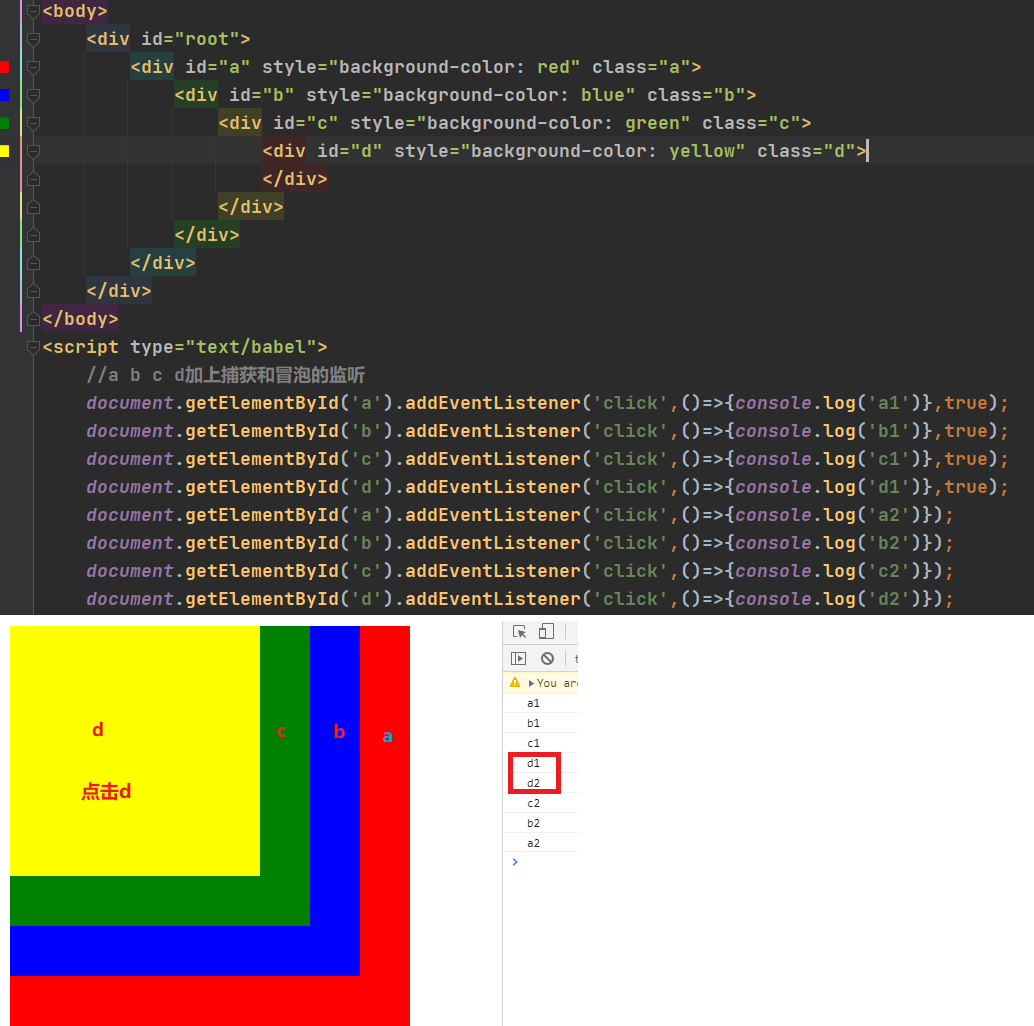 <body>
<div id="root">
<div id="a" style="background-color: red" class="a">
<div id="b" style="background-color: blue" class="b">
<div id="c" style="background-color: green" class="c">
<div id="d" style="background-color: yellow" class="d">
</div>
</div>
</div>
</div>
</div>
</body>
<script type="text/babel">
//a b c d加上捕获和冒泡的监听
document.getElementById('a').addEventListener('click',()=>{console.log('a1')},true);
document.getElementById('b').addEventListener('click',()=>{console.log('b1')},true);
document.getElementById('c').addEventListener('click',()=>{console.log('c1')},true);
document.getElementById('d').addEventListener('click',()=>{console.log('d1')},true);
document.getElementById('a').addEventListener('click',()=>{console.log('a2')});
document.getElementById('b').addEventListener('click',()=>{console.log('b2')});
document.getElementById('c').addEventListener('click',()=>{console.log('c2')});
document.getElementById('d').addEventListener('click',()=>{console.log('d2')});
d c b a
点击d
t
You are
a1
b1
c1
d1
d2
c2
b2
a2